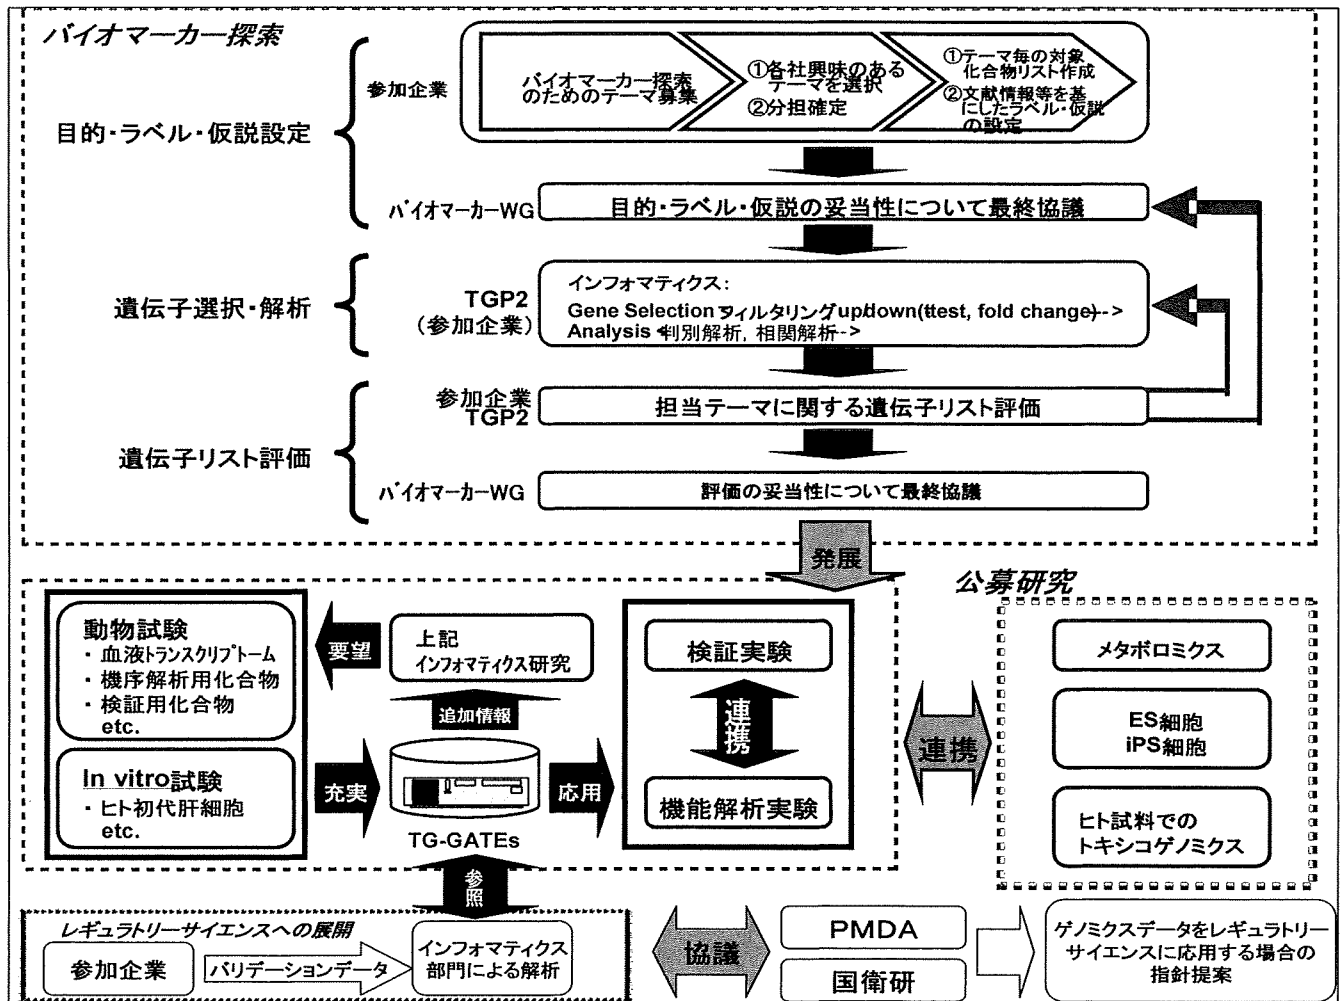 バイオマーカー探索
参加企業
バイオマーカー探索
のためのテーマ募集
①各社興味のある
テーマを選択
②分担確定
①テーマ毎の対象
化合物リスト作成
②文献情報等を基
にしたラベル・仮説
の設定
目的・ラベル・仮説設定
バイオマーカーWG
目的・ラベル・仮説の妥当性について最終協議
遺伝子選択・解析
TGP2
(参加企業)
インフォマティクス:
Gene Selection フィルタリング up/down(ttest, fold change)-->
Analysis 判別解析, 相関解析-->
参加企業
TGP2
担当テーマに関する遺伝子リスト評価
遺伝子リスト評価
バイオマーカーWG
評価の妥当性について最終協議
発展
公募研究
動物試験
・血液トランスクリプトーム
・機序解析用化合物
・検証用化合物
etc.
要望
上記
インフォマティクス研究
追加情報
In vitro試験
・ヒト初代肝細胞
etc.
充実
TG-GATEs
応用
検証実験
連携
機能解析実験
連携
メタボロミクス
ES細胞
iPS細胞
ヒト試料での
トキシコゲノミクス
参照
レギュラトリーサイエンスへの展開
参加企業
バリデーションデータ
インフォマティクス
部門による解析
協議
PMDA
国衛研
ゲノミクスデータをレギュラトリー
サイエンスに応用する場合の
指針提案